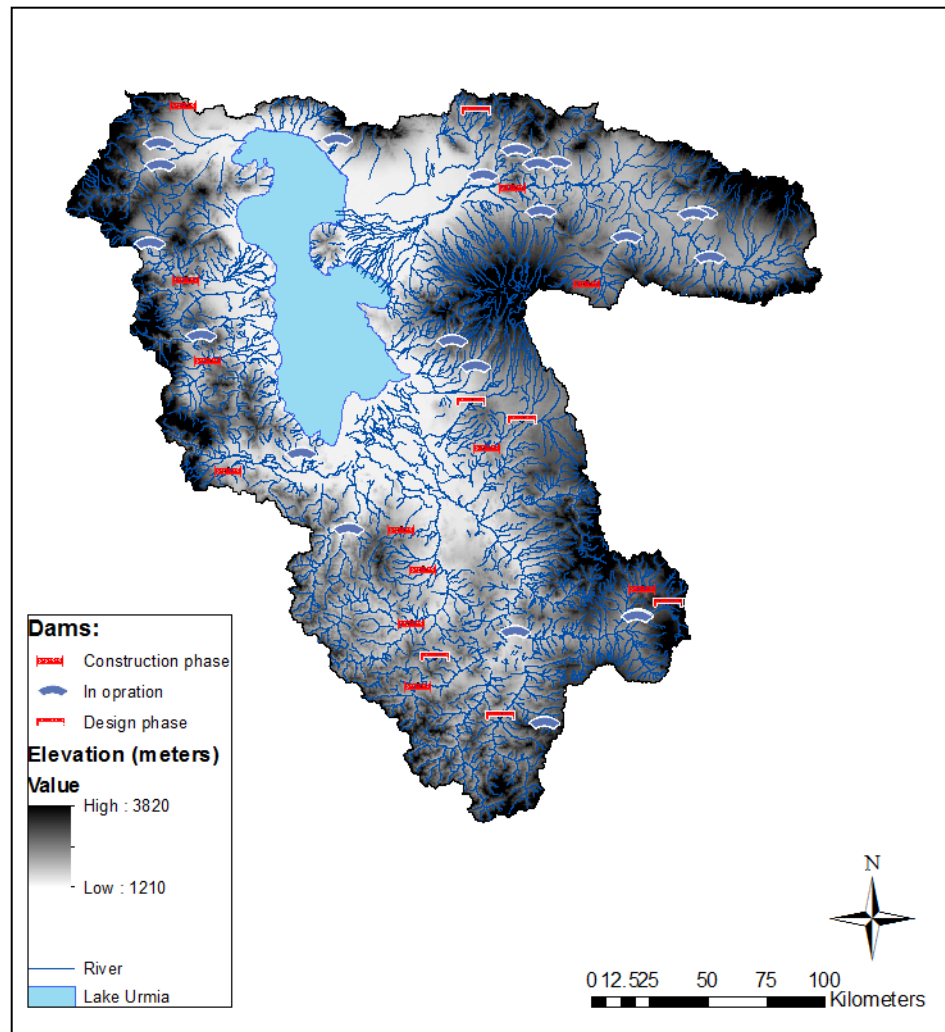 Dams:
Construction phase
In opration
Design phase
Elevation (meters)
Value
High : 3820
Low : 1210
River
Lake Urmia
N
0 12.525 50 75 100
Kilometers